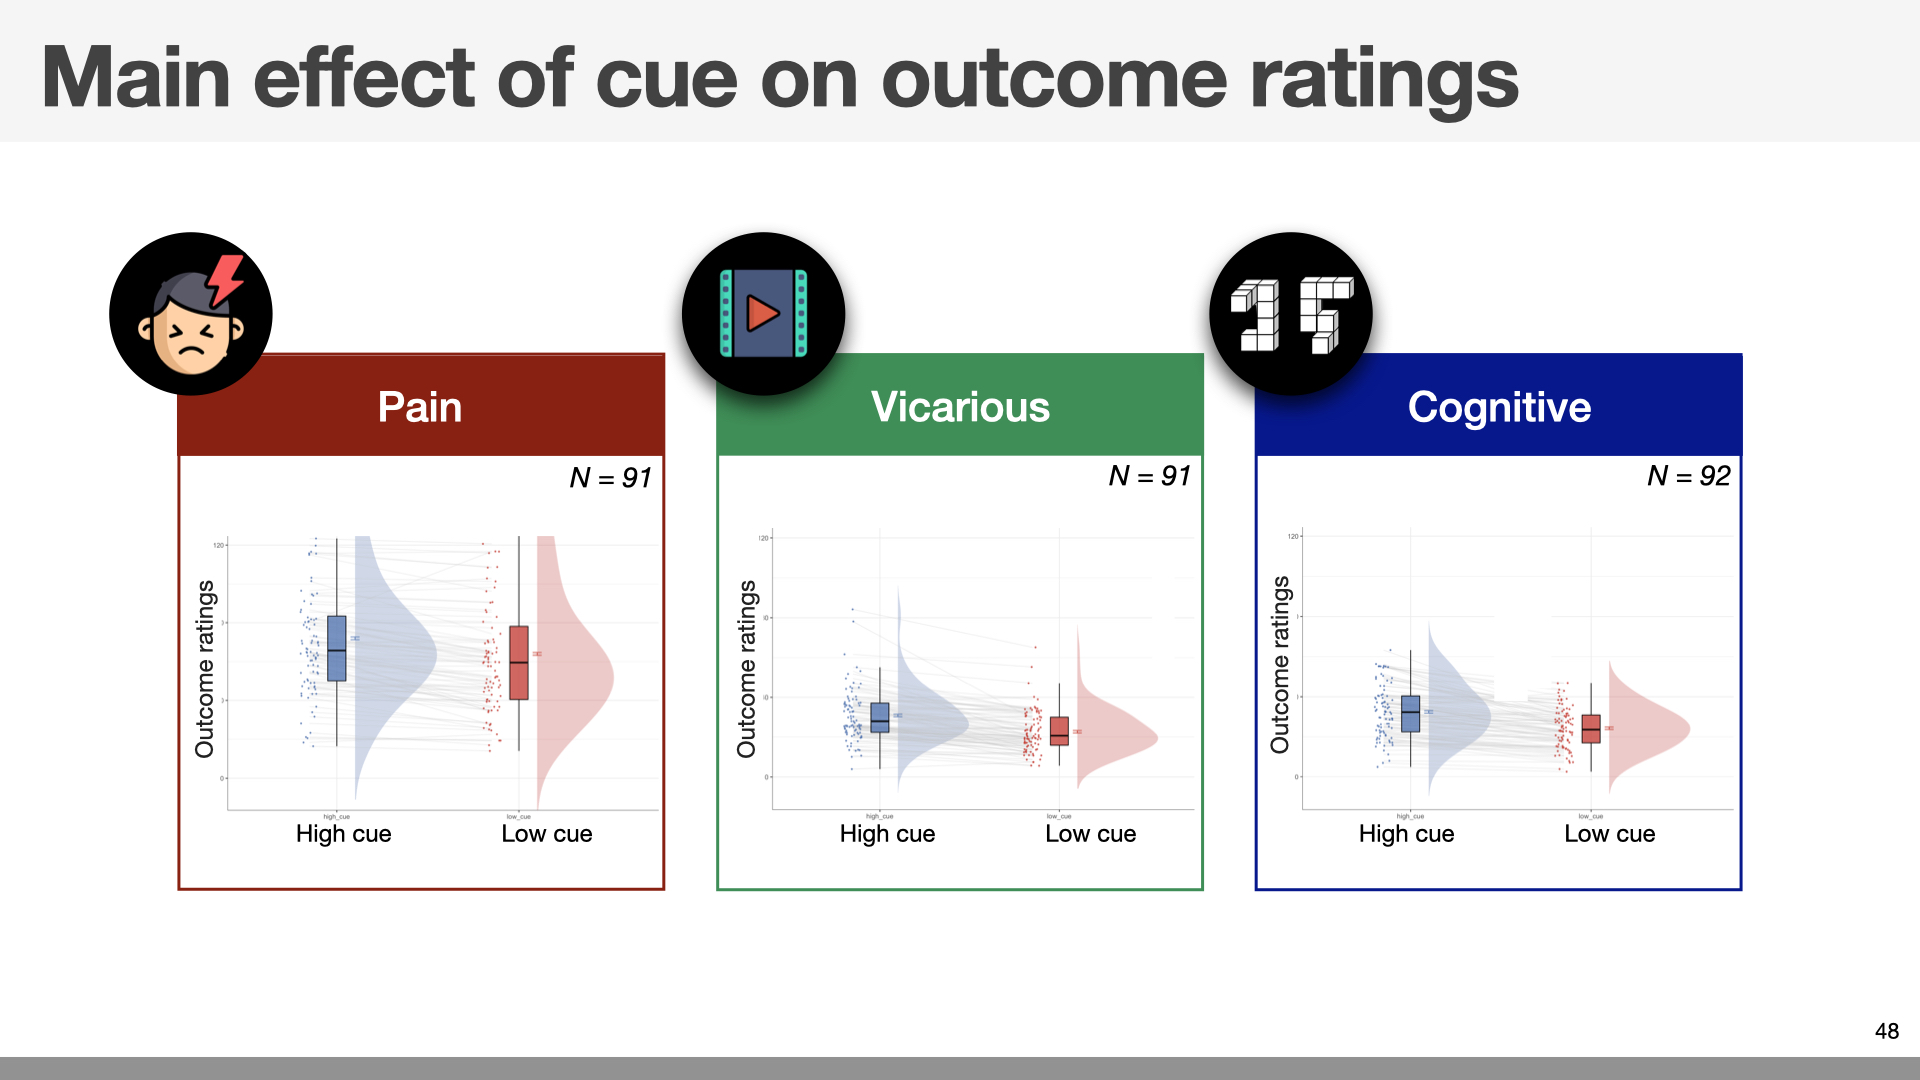 Main effect of cue on outcome ratings
Pain
N = 91
Outcome ratings
120
0
high_cue
low_cue
High cue
Low cue
Vicarious
N = 91
Outcome ratings
0
high_cue
low_cue
High cue
Low cue
Cognitive
N = 92
Outcome ratings
120
0
high_cue
low_cue
High cue
Low cue
48